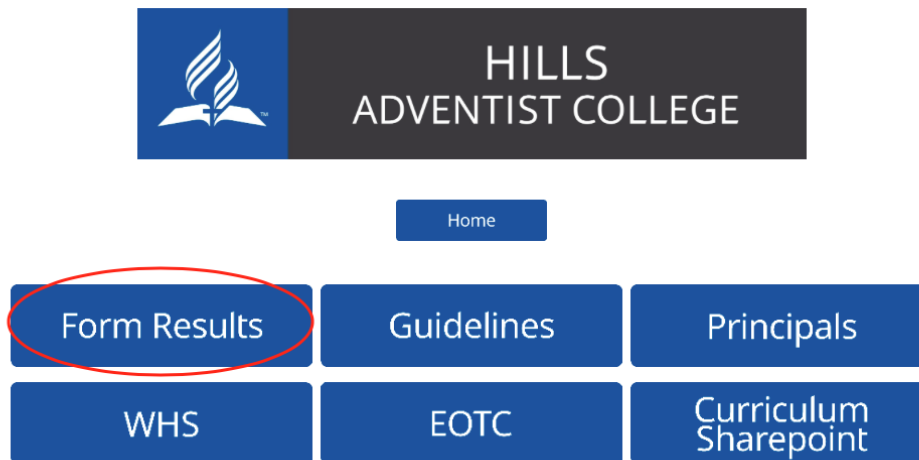 HILLS
ADVENTIST COLLEGE
Home
Form Results
Guidelines
Principals
WHS
EOTC
Curriculum
Sharepoint